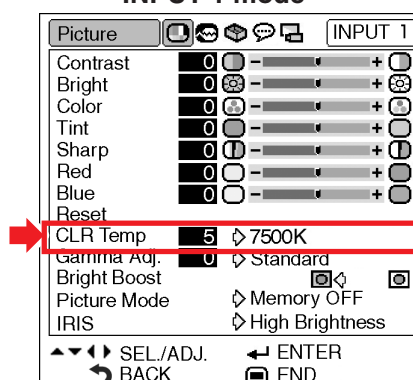 INPUT 1 mode
Picture INPUT 1
Contrast 0 - +
Bright 0 - +
Color 0 - +
Tint 0 - +
Sharp 0 - +
Red 0 - +
Blue 0 - +
Reset
CLR Temp 5 7500K
Gamma Adj. 0 Standard
Bright Boost
Picture Mode Memory OFF
IRIS High Brightness
SEL./ADJ. ENTER
BACK END